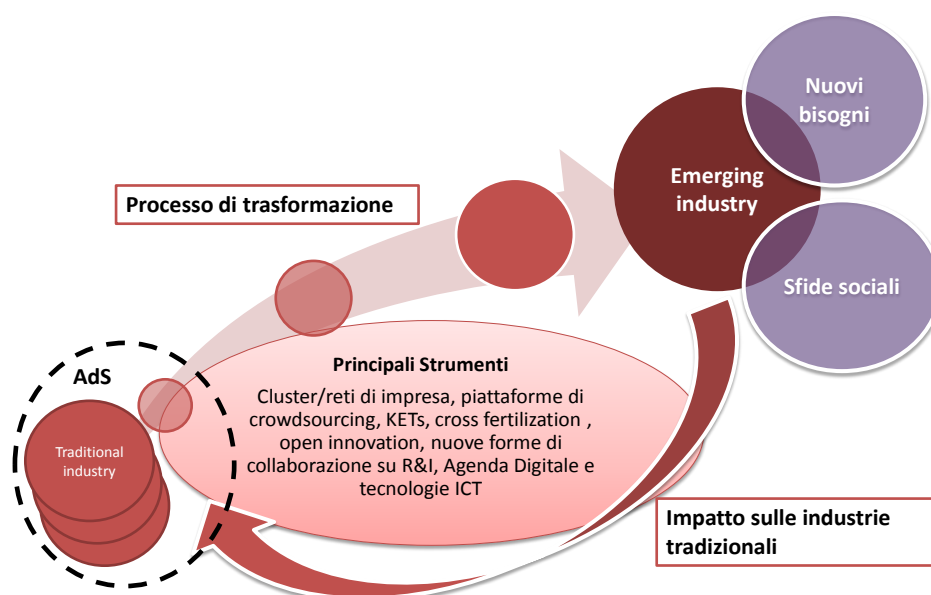 Nuovi
bisogni
Emerging
industry
Processo di trasformazione
Sfide sociali
Principali Strumenti
Cluster/reti di impresa, piattaforme di
crowdsourcing, KETs, cross fertilization ,
open innovation, nuove forme di
collaborazione su R&I, Agenda Digitale e
tecnologie ICT
AdS
Traditional
industry
Impatto sulle industrie
tradizionali